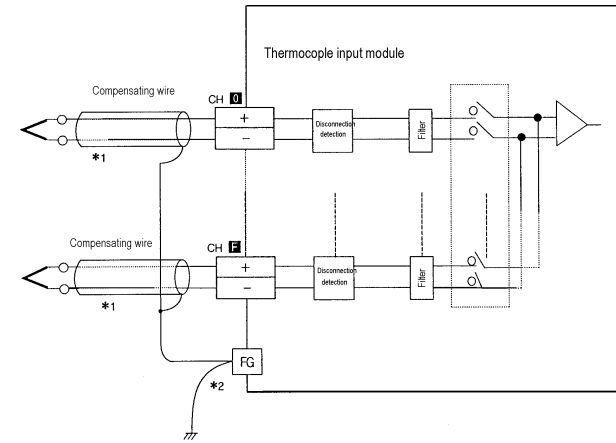 Thermocople input module
Compensating wire
CH 0
+
−
Disconnection
detection
Filter
*1
Compensating wire
CH F
+
−
Disconnection
detection
Filter
*1
FG
*2